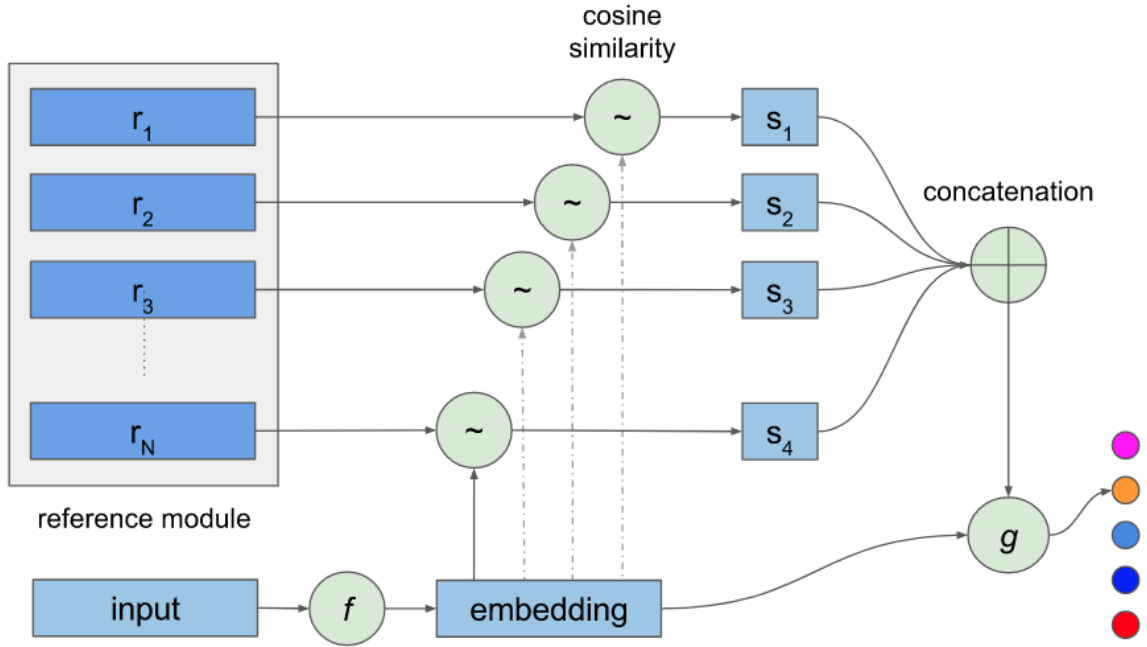 cosine
similarity
r1
~
s1
r2
~
s2
concatenation
r3
~
s3
rN
~
s4
reference module
g
input
f
embedding